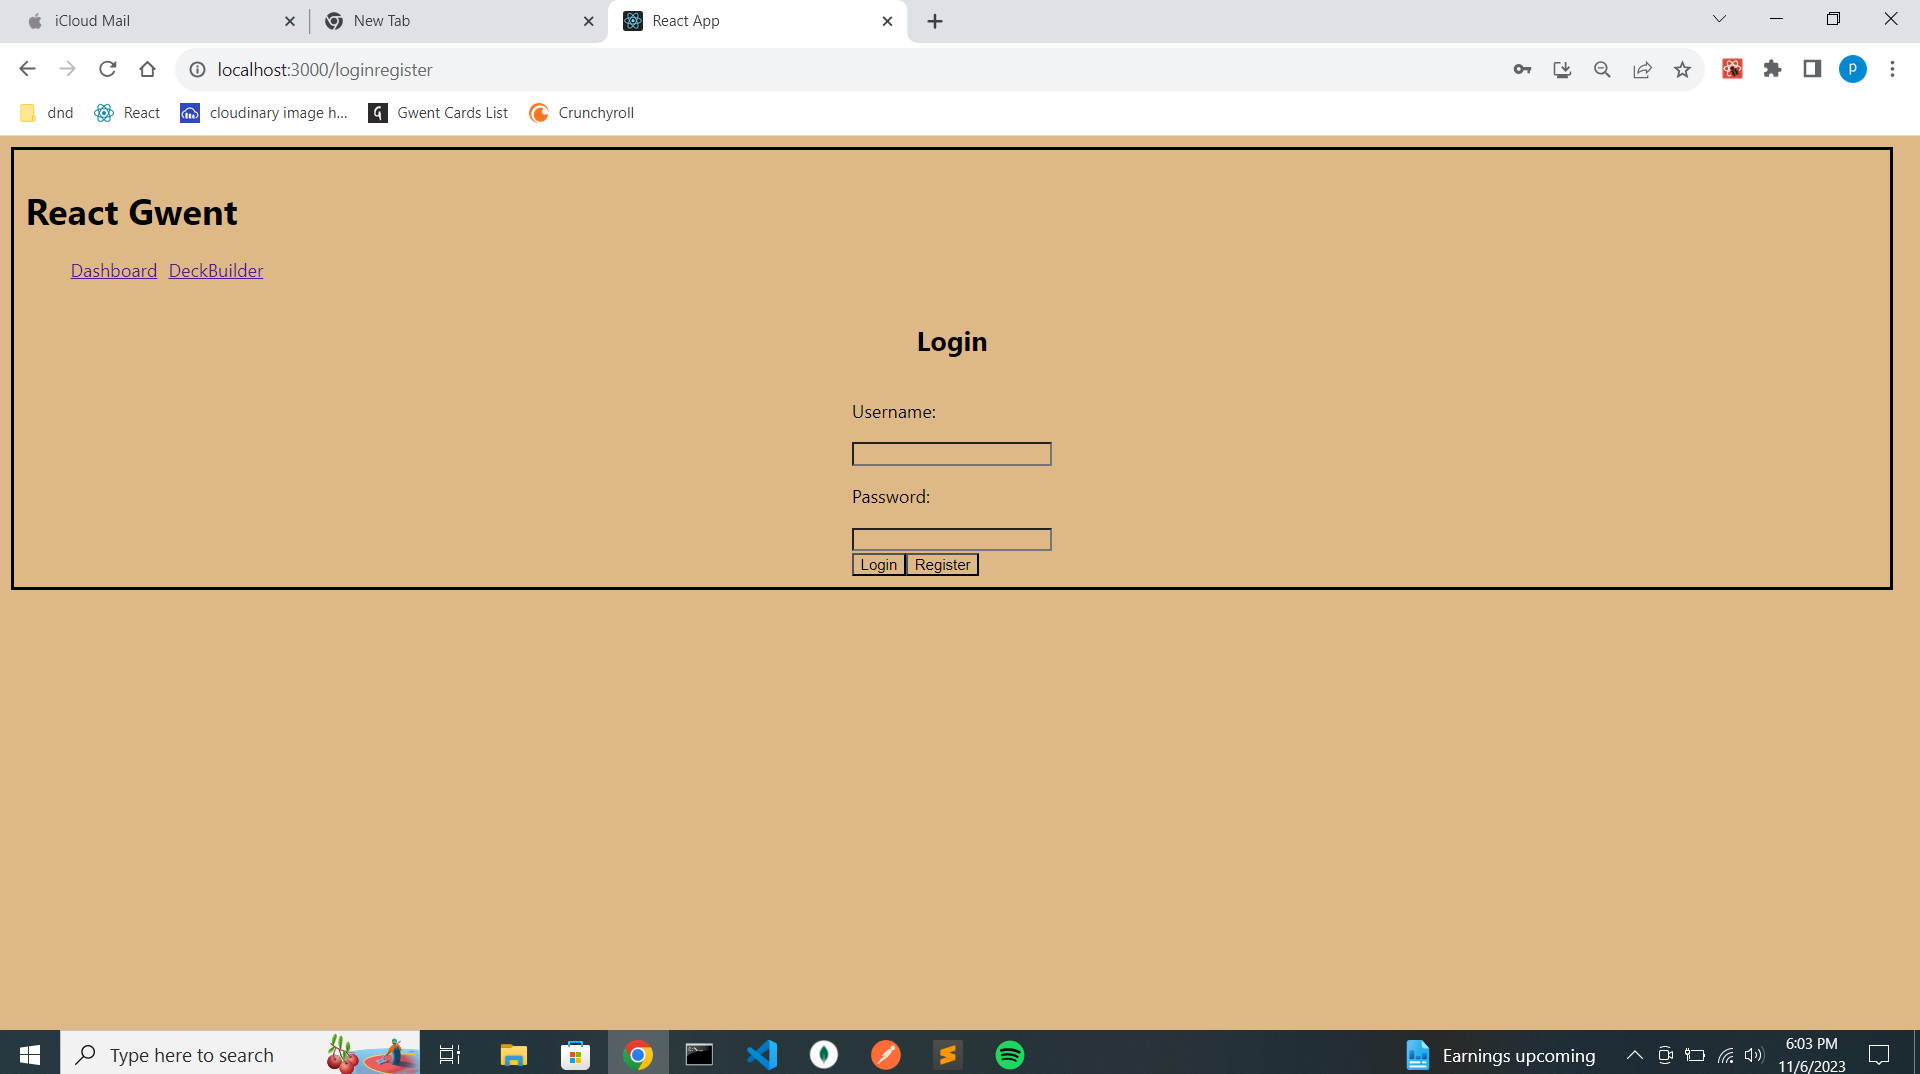 iCloud Mail
New Tab
React App
localhost:3000/loginregister
P
dnd
React
cloudinary image h...
Gwent Cards List
Crunchyroll
React Gwent
Dashboard DeckBuilder
Login
Username:
Password:
Login Register
Type here to search
Earnings upcoming
6:03 PM
11/6/2023